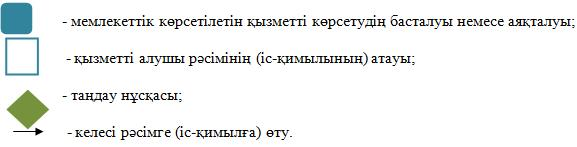 - мемлекеттік көрсетілетін қызметті көрсетудің басталуы немесе аяқталуы;
- қызметті алушы рәсімінің (іс-қимылының) атауы;
- таңдау нұсқасы;
- келесі рәсімге (іс-қимылға) өту.